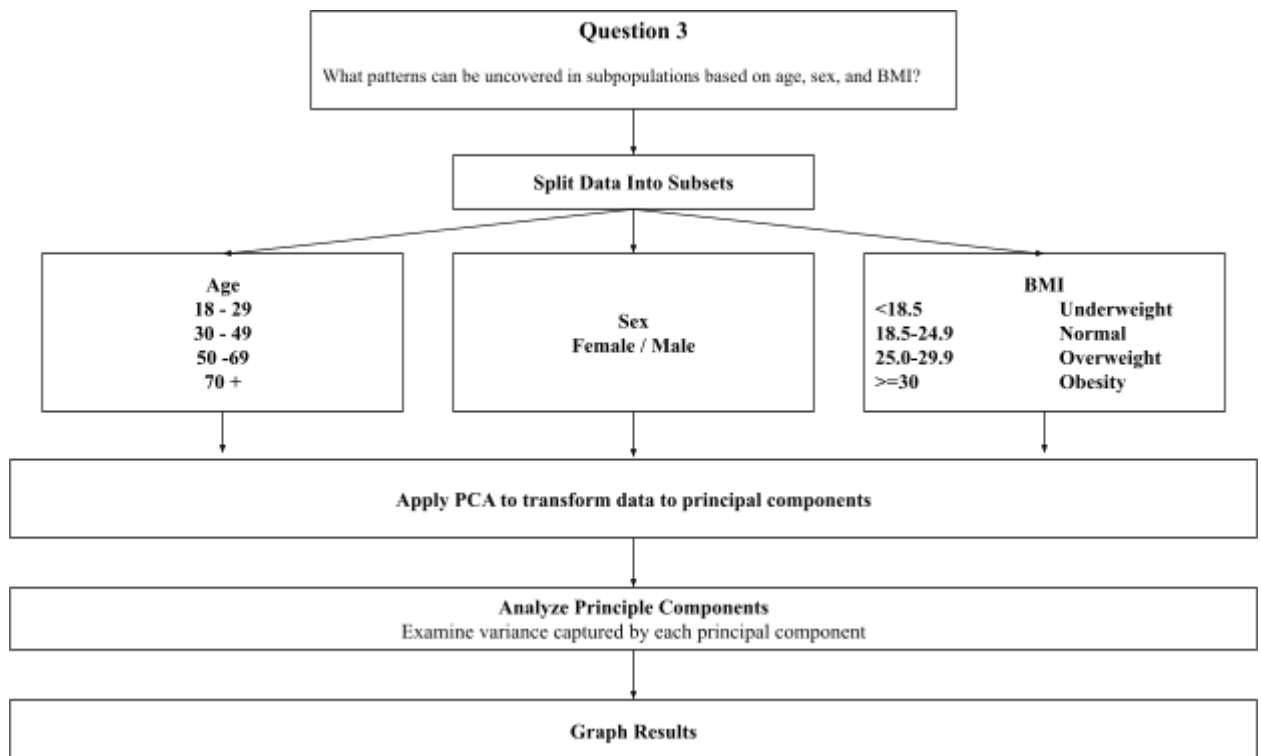 Question 3
What patterns can be uncovered in subpopulations based on age, sex, and BMI?
Split Data Into Subsets
Age
18 - 29
30 - 49
50 -69
70 +
Sex
Female / Male
BMI
<18.5 Underweight
18.5-24.9 Normal
25.0-29.9 Overweight
>=30 Obesity
Apply PCA to transform data to principal components
Analyze Principle Components
Examine variance captured by each principal component
Graph Results